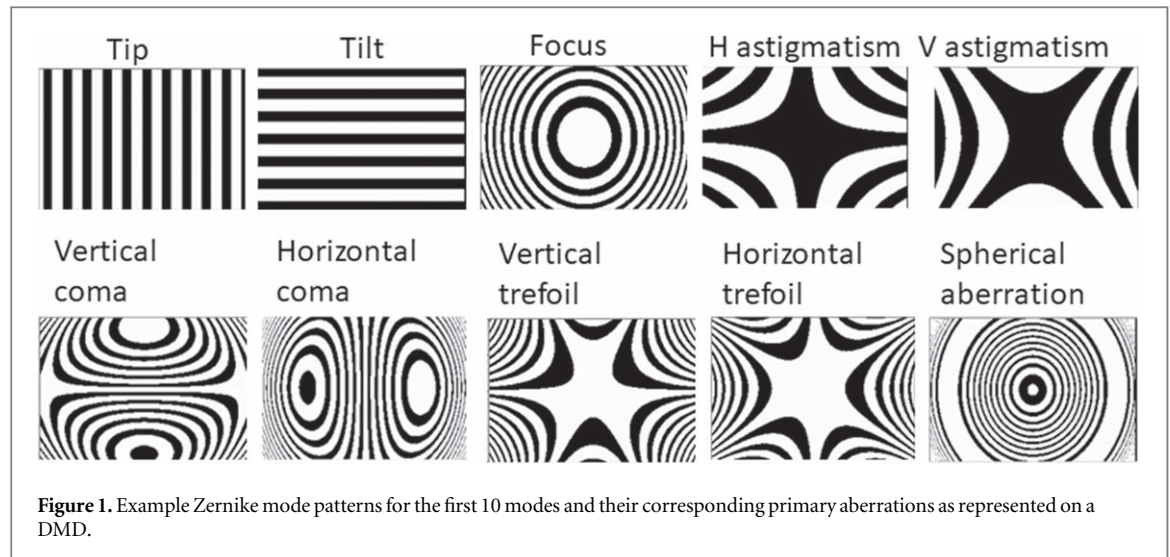 Tip Tilt Focus H astigmatism V astigmatism
Vertical coma Horizontal coma Vertical trefoil Horizontal trefoil Spherical aberration
Figure 1. Example Zernike mode patterns for the first 10 modes and their corresponding primary aberrations as represented on a
DMD.